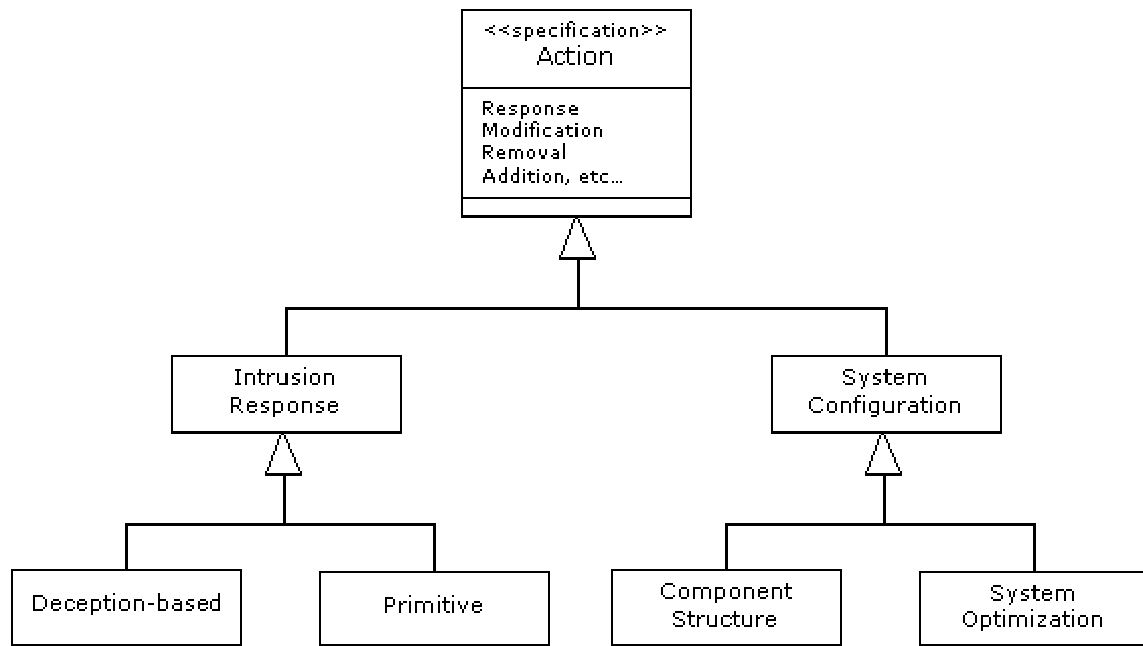 <<specification>>
Action
Response
Modification
Removal
Addition, etc...
Intrusion
Response
System
Configuration
Deception-based
Primitive
Component
Structure
System
Optimization